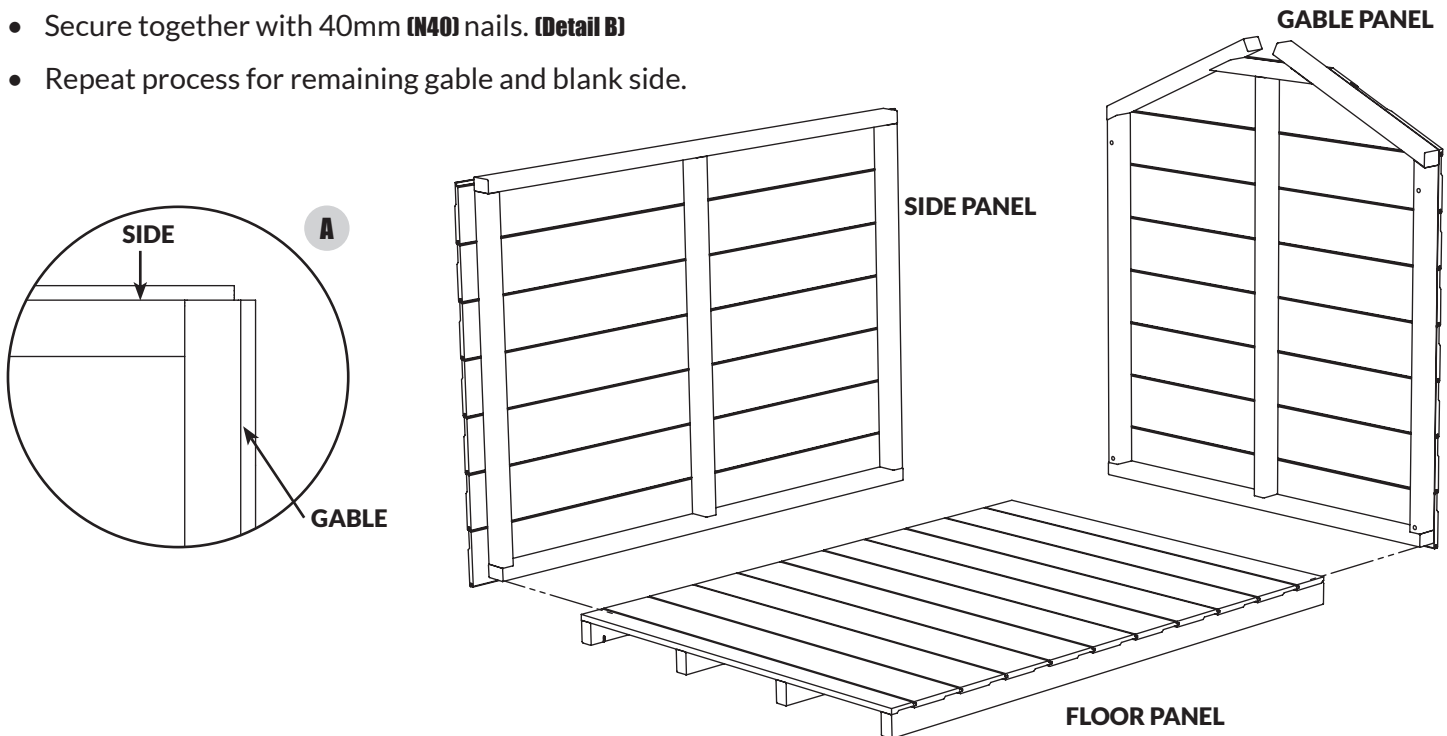 • Secure together with 40mm (N40) nails. (Detail B)
• Repeat process for remaining gable and blank side.
GABLE PANEL
SIDE PANEL
SIDE
A
GABLE
FLOOR PANEL